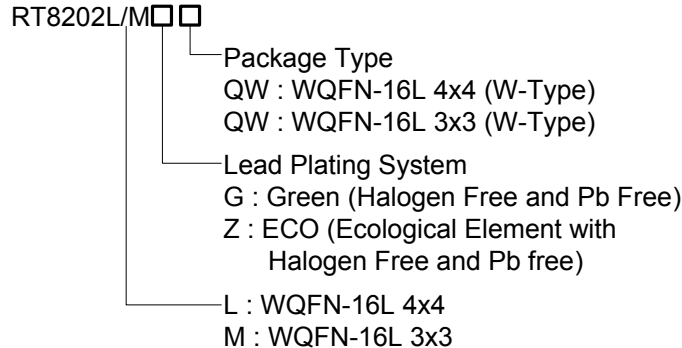 RT8202L/M□□
Package Type
QW : WQFN-16L 4x4 (W-Type)
QW : WQFN-16L 3x3 (W-Type)
Lead Plating System
G : Green (Halogen Free and Pb Free)
Z : ECO (Ecological Element with
Halogen Free and Pb free)
L : WQFN-16L 4x4
M : WQFN-16L 3x3